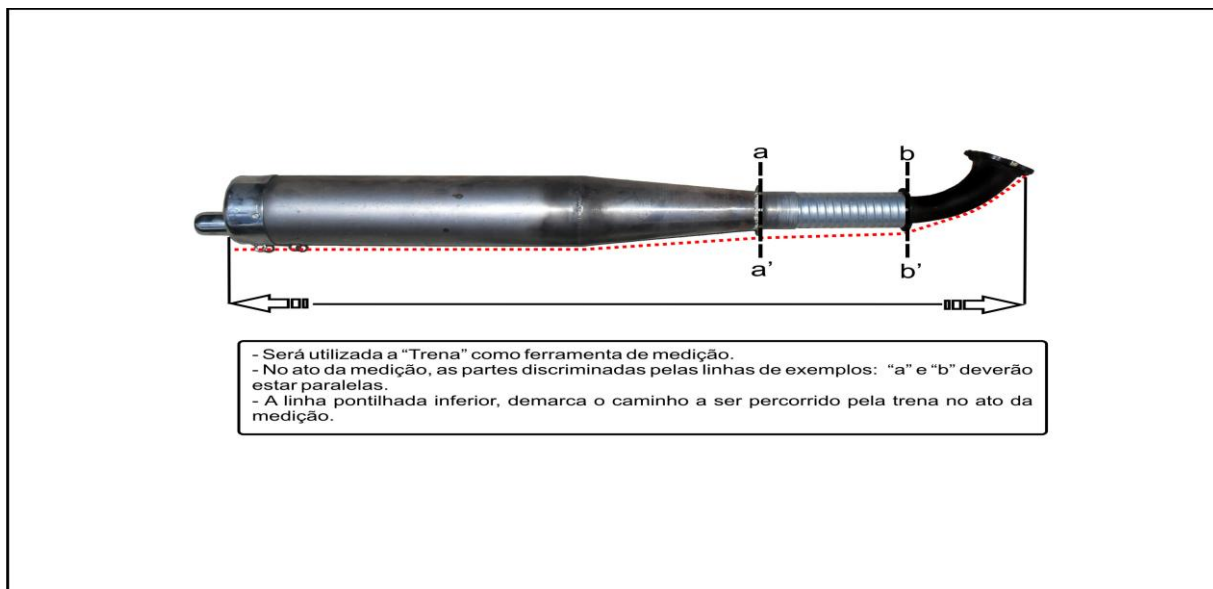 a
b
a’
b’
- Será utilizada a “Trena” como ferramenta de medição.
- No ato da medição, as partes discriminadas pelas linhas de exemplos: “a” e “b” deverão
estar paralelas.
- A linha pontilhada inferior, demarca o caminho a ser percorrido pela trena no ato da
medição.